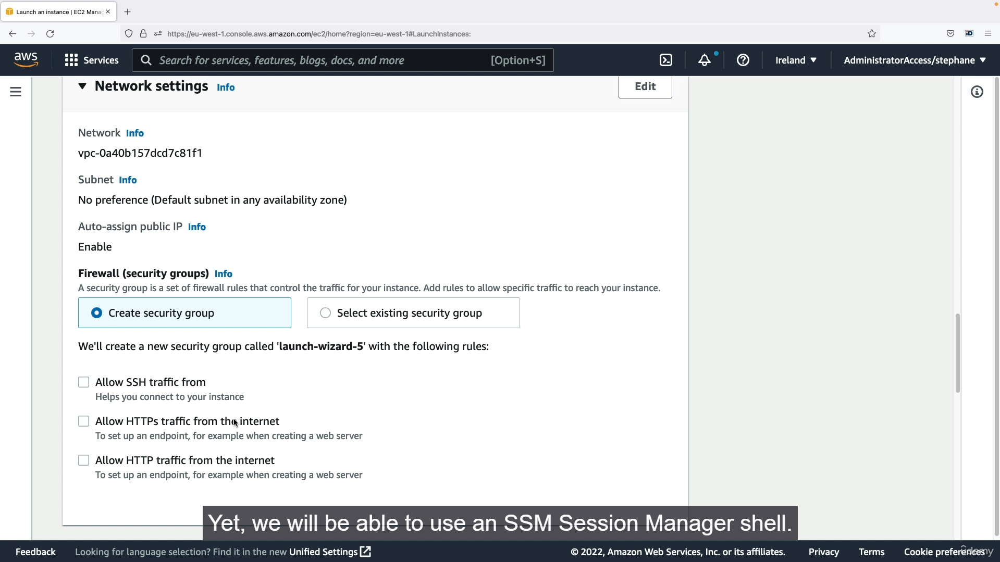 Launch an instance | EC2 Manag
https://eu-west-1.console.aws.amazon.com/ec2/home?region=eu-west-1#LaunchInstances:
iD
aws
Services
Search for services, features, blogs, docs, and more
[Option+S]
Ireland
AdministratorAccess/stephane
Network settings Info
Edit
Network Info
vpc-0a40b157dcd7c81f1
Subnet Info
No preference (Default subnet in any availability zone)
Auto-assign public IP Info
Enable
Firewall (security groups) Info
A security group is a set of firewall rules that control the traffic for your instance. Add rules to allow specific traffic to reach your instance.
Create security group
Select existing security group
We'll create a new security group called 'launch-wizard-5' with the following rules:
Allow SSH traffic from
Helps you connect to your instance
Allow HTTPs traffic from the internet
To set up an endpoint, for example when creating a web server
Allow HTTP traffic from the internet
To set up an endpoint, for example when creating a web server
Yet, we will be able to use an SSM Session Manager shell.
Feedback
Looking for language selection? Find it in the new Unified Settings
© 2022, Amazon Web Services, Inc. or its affiliates.
Privacy
Terms
Cookie preferences
udemy